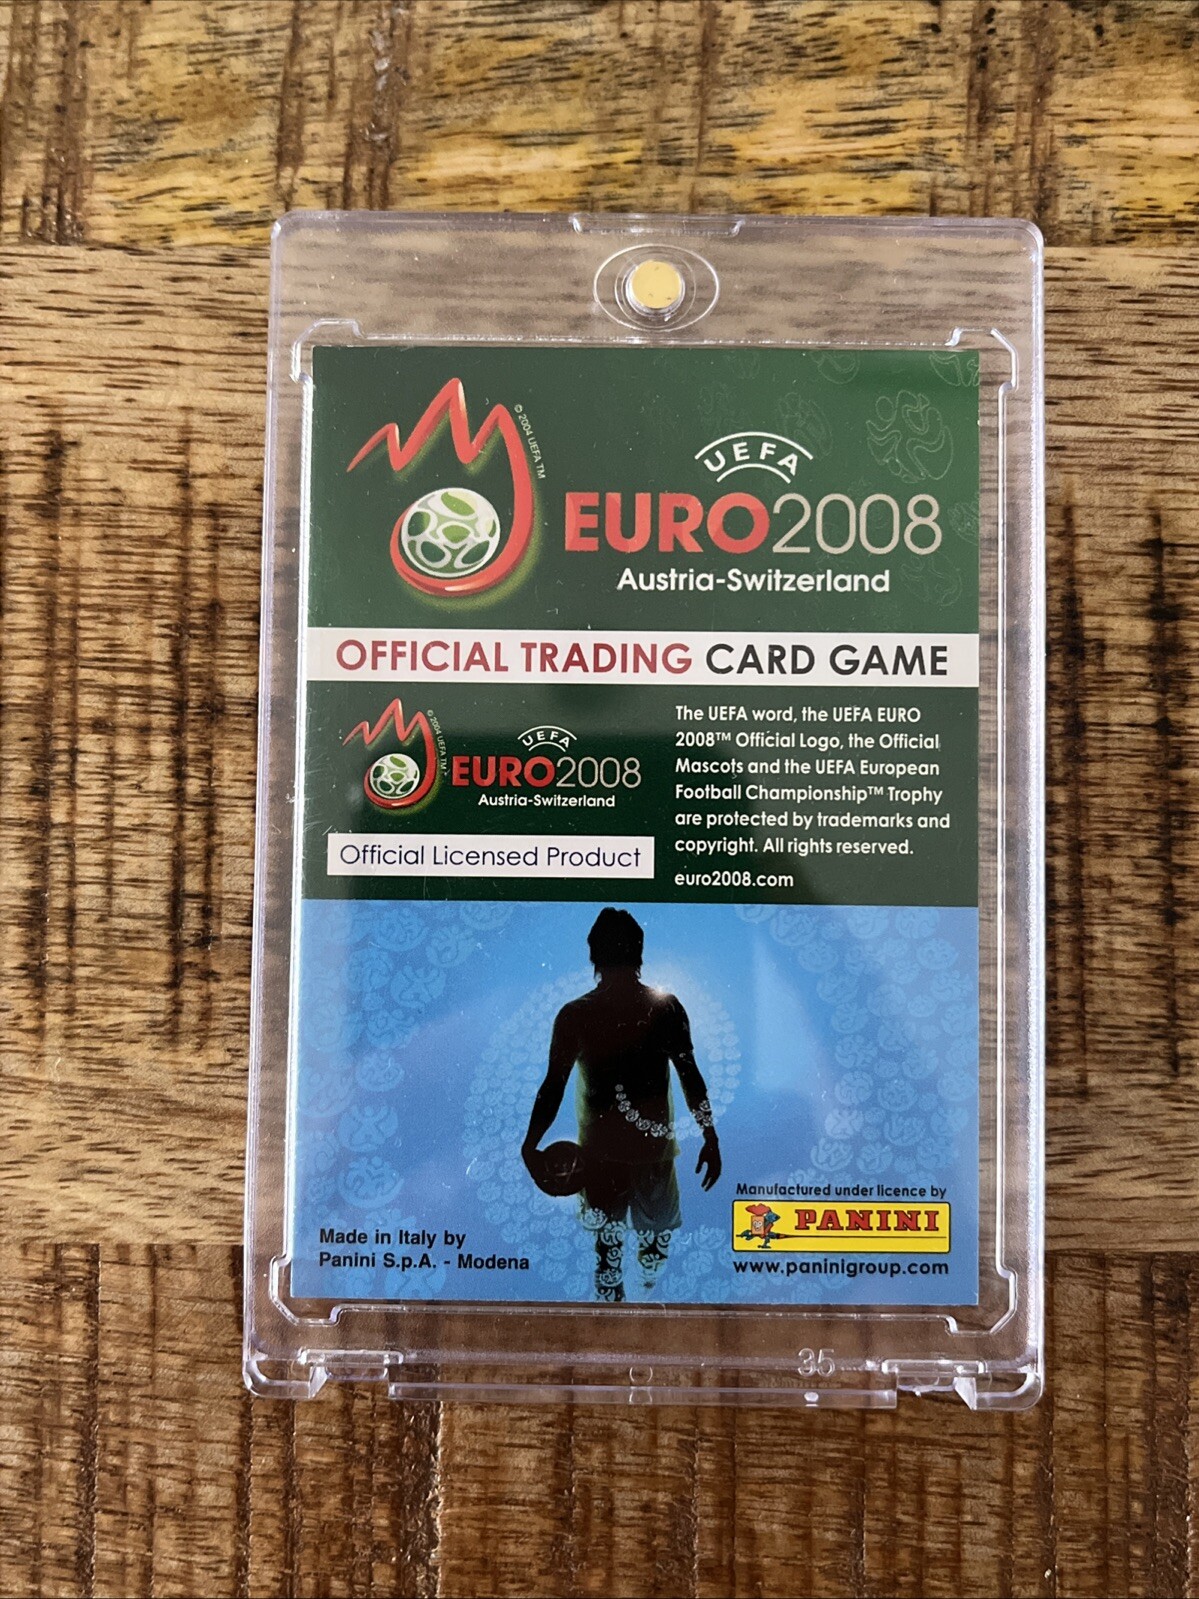 © 2004 UEFA TM
UEFA
EURO2008
Austria-Switzerland
OFFICIAL TRADING CARD GAME
© 2004 UEFA TM
UEFA
EURO2008
Austria-Switzerland
Official Licensed Product
The UEFA word, the UEFA EURO
2008™ Official Logo, the Official
Mascots and the UEFA European
Football Championship™ Trophy
are protected by trademarks and
copyright. All rights reserved.
euro2008.com
Made in Italy by
Panini S.p.A. - Modena
Manufactured under licence by
PANINI
www.paninigroup.com
35